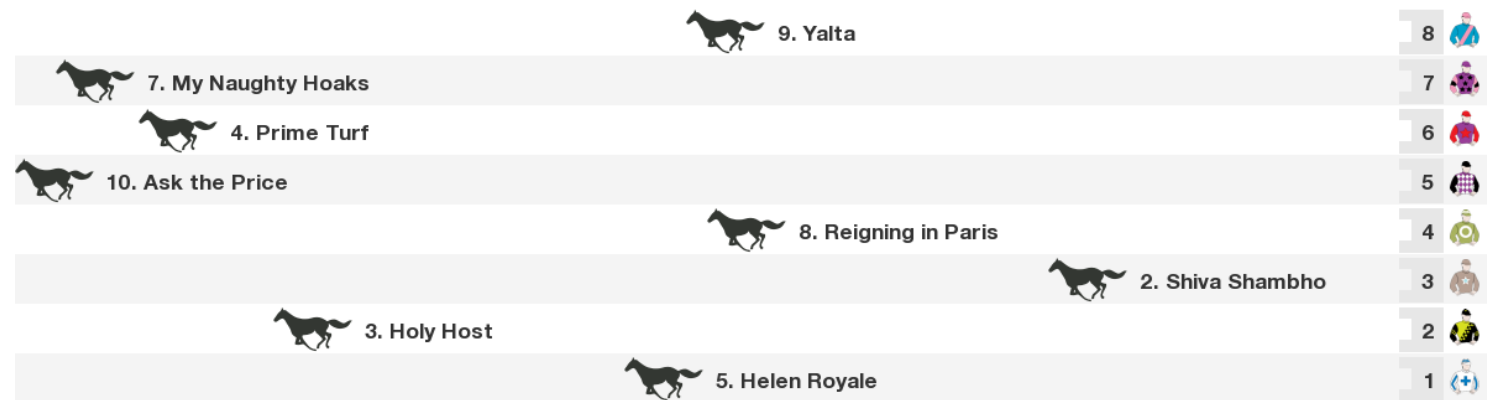 9. Yalta 8
7. My Naughty Hoaks 7
4. Prime Turf 6
10. Ask the Price 5
8. Reigning in Paris 4
2. Shiva Shambho 3
3. Holy Host 2
5. Helen Royale 1